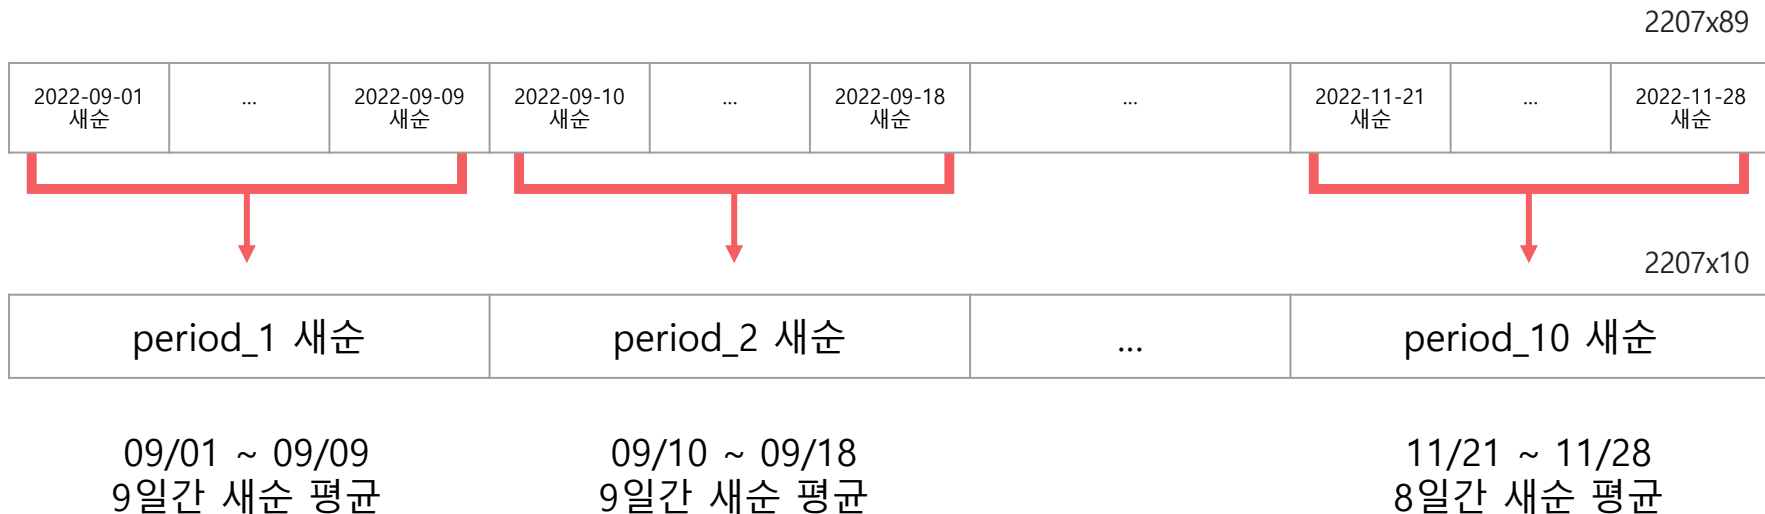 2207x89
2022-09-01
새순
...
2022-09-09
새순
2022-09-10
새순
...
2022-09-18
새순
...
2022-11-21
새순
...
2022-11-28
새순
2207x10
period_1 새순
period_2 새순
...
period_10 새순
09/01 ~ 09/09
9일간 새순 평균
09/10 ~ 09/18
9일간 새순 평균
11/21 ~ 11/28
8일간 새순 평균